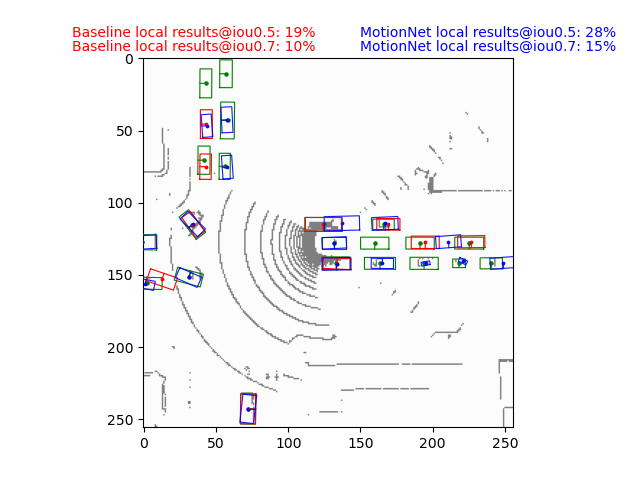 Baseline local results@iou0.5: 19% MotionNet local results@iou0.5: 28%
Baseline local results@iou0.7: 10% MotionNet local results@iou0.7: 15%
0
50
100
150
200
250
0 50 100 150 200 250